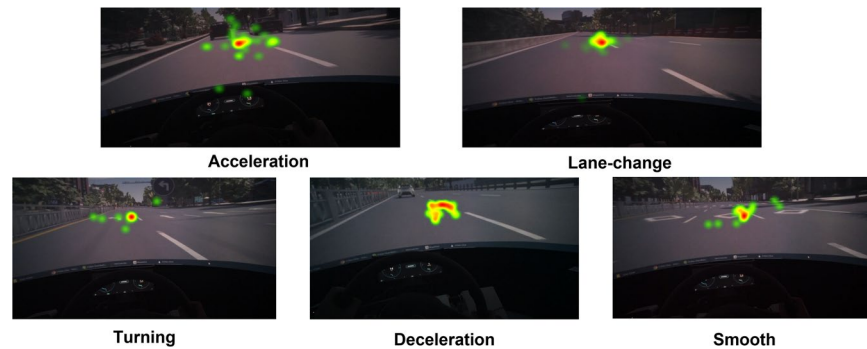 Acceleration
Lane-change
Turning
Deceleration
Smooth